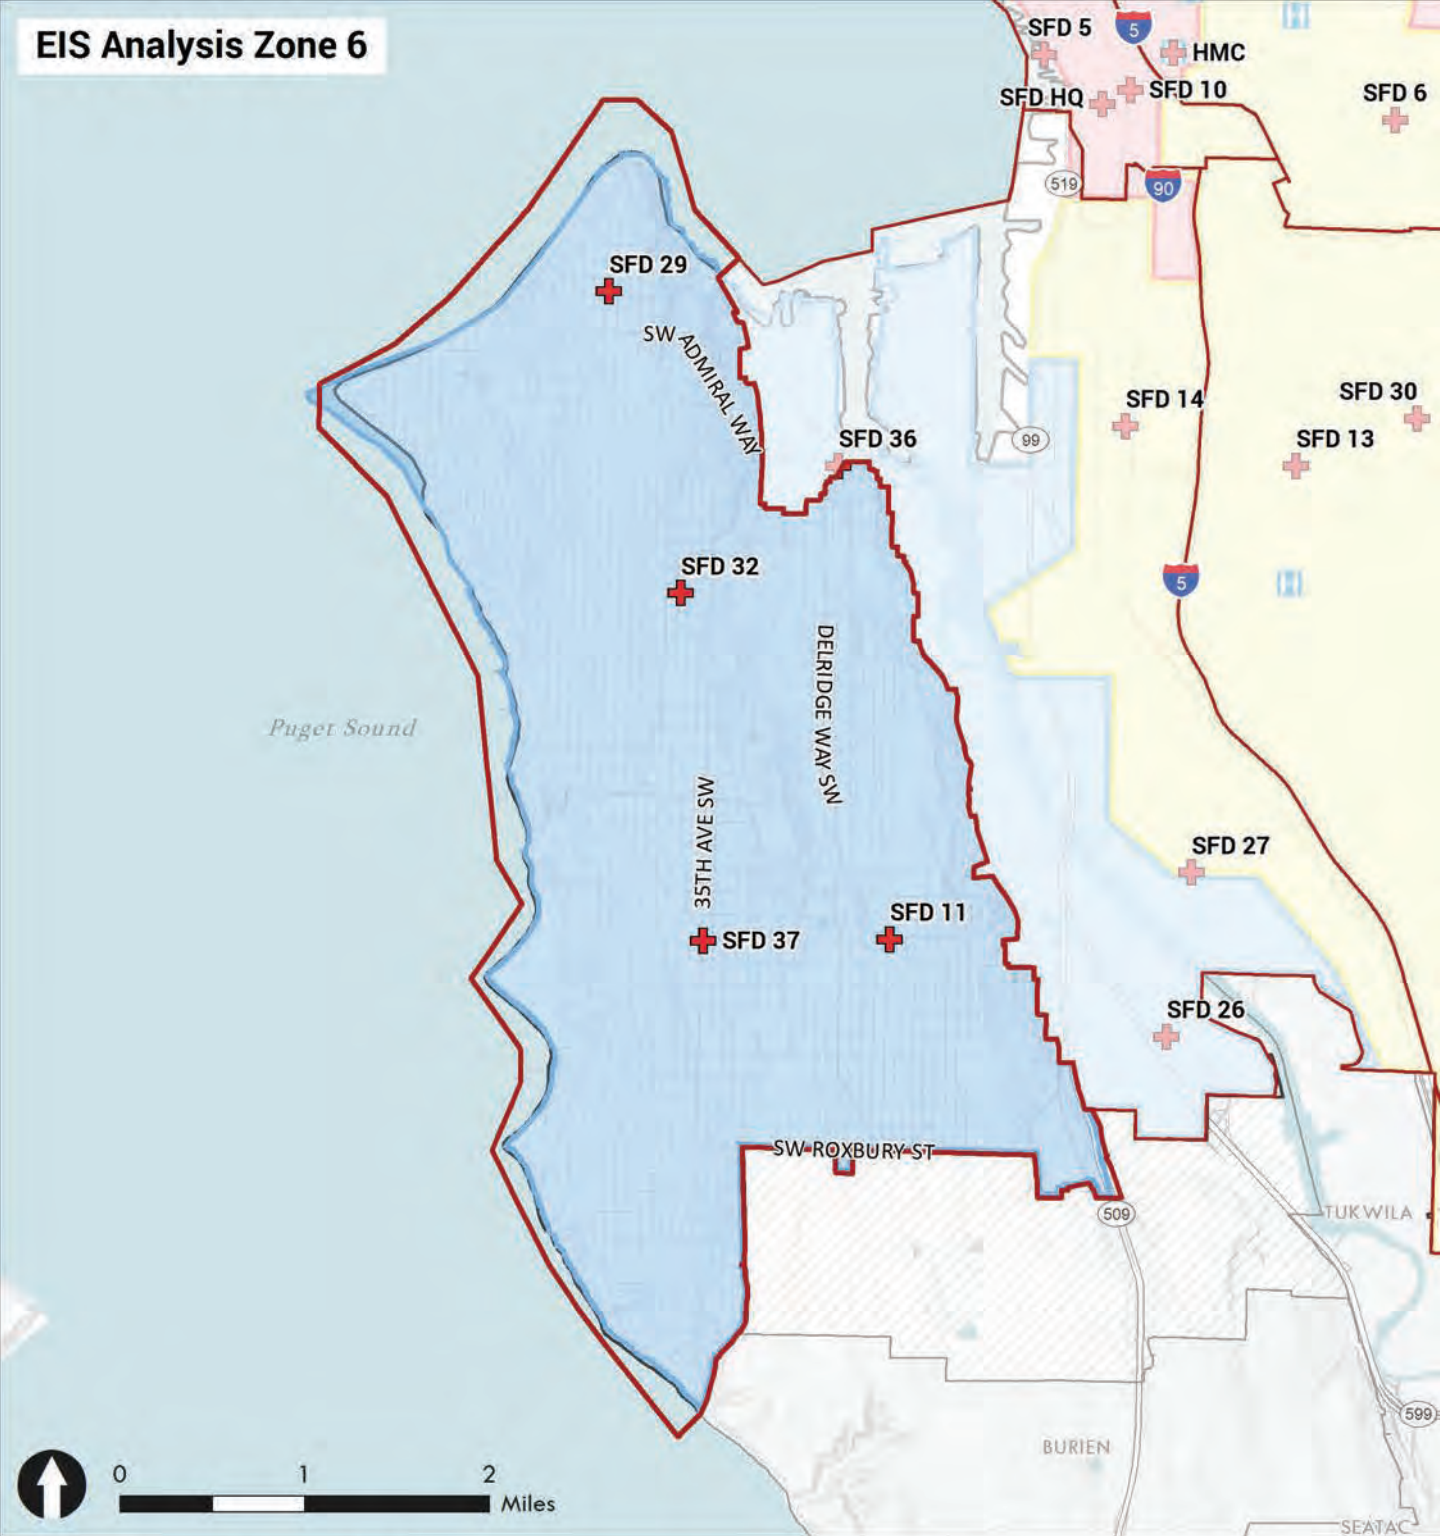 EIS Analysis Zone 6
SFD 5
5
HMC
SFD HQ
SFD 10
SFD 6
519
90
SFD 29
SW ADMIRAL WAY
SFD 14
SFD 30
SFD 36
99
SFD 13
SFD 32
5
DELRIDGE WAY SW
Puget Sound
35TH AVE SW
SFD 27
SFD 11
SFD 37
SFD 26
SW ROXBURY ST
509
TUKWILA
599
BURIEN
0 1 2
Miles
SEATAC
H
H
H